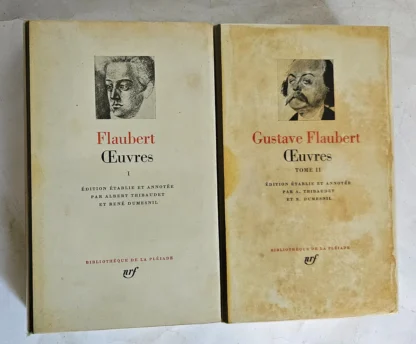 Flaubert
Œuvres
I
ÉDITION ÉTABLIE ET ANNOTÉE
PAR ALBERT THIBAUDET
ET RENÉ DUMESNIL
BIBLIOTHÈQUE DE LA PLÉIADE
nrf
Gustave Flaubert
Œuvres
TOME II
ÉDITION ÉTABLIE ET ANNOTÉE
PAR A. THIBAUDET
ET R. DUMESNIL
BIBLIOTHÈQUE DE LA PLÉIADE
nrf